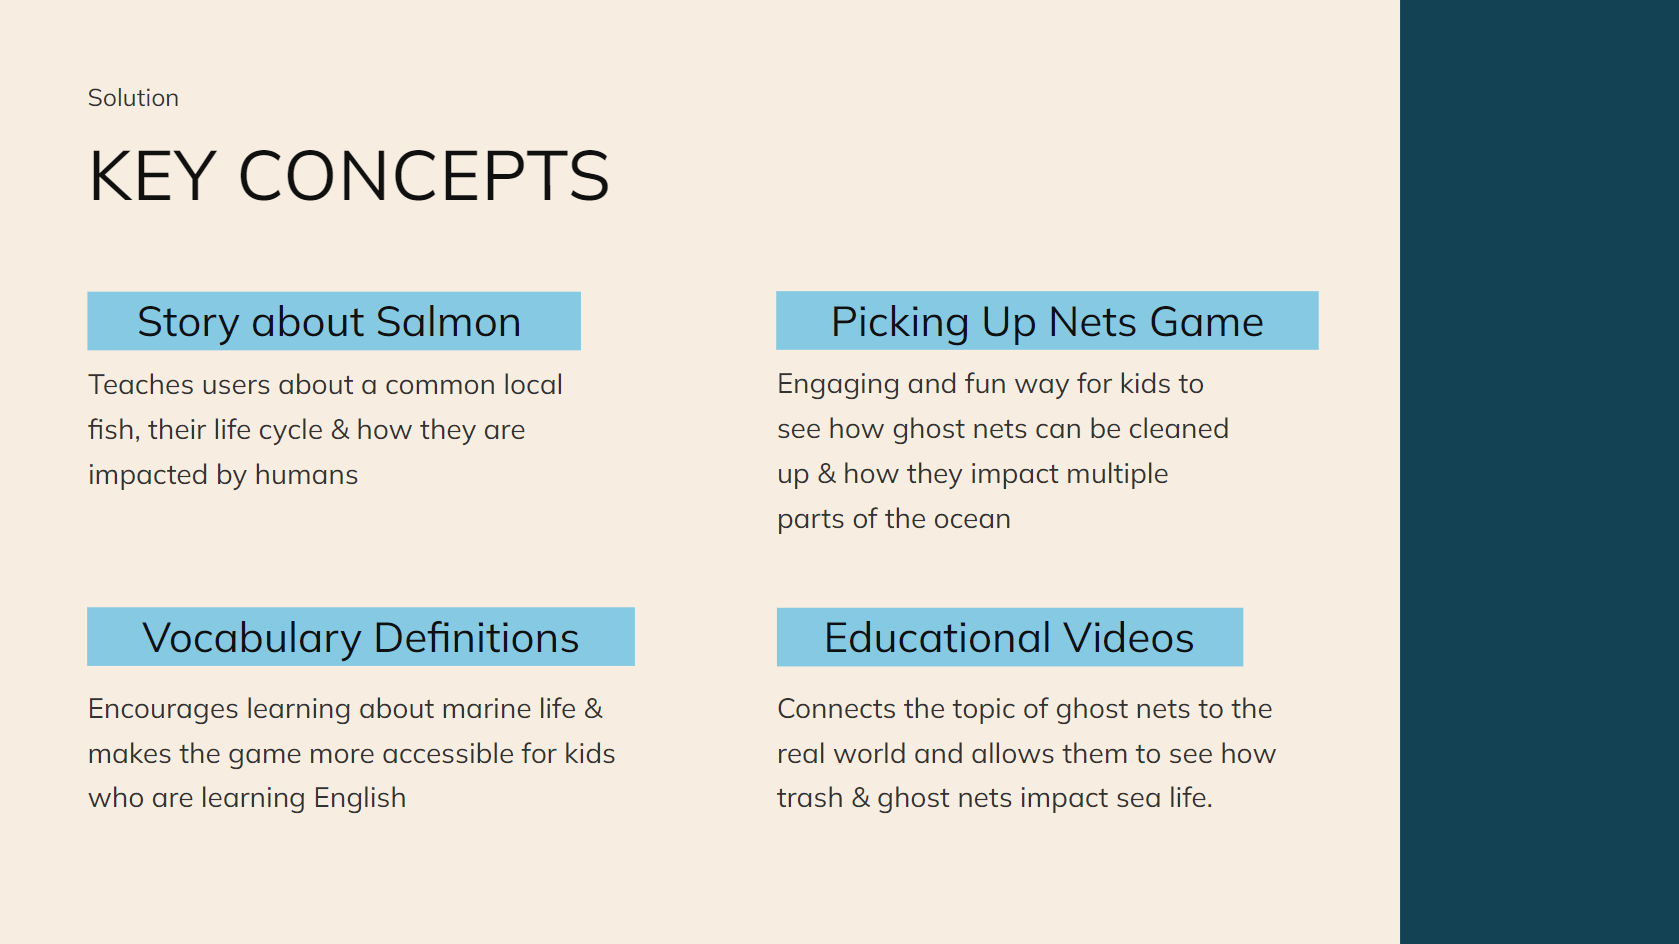 Solution
KEY CONCEPTS
Story about Salmon
Teaches users about a common local
fish, their life cycle & how they are
impacted by humans
Picking Up Nets Game
Engaging and fun way for kids to
see how ghost nets can be cleaned
up & how they impact multiple
parts of the ocean
Vocabulary Definitions
Encourages learning about marine life &
makes the game more accessible for kids
who are learning English
Educational Videos
Connects the topic of ghost nets to the
real world and allows them to see how
trash & ghost nets impact sea life.